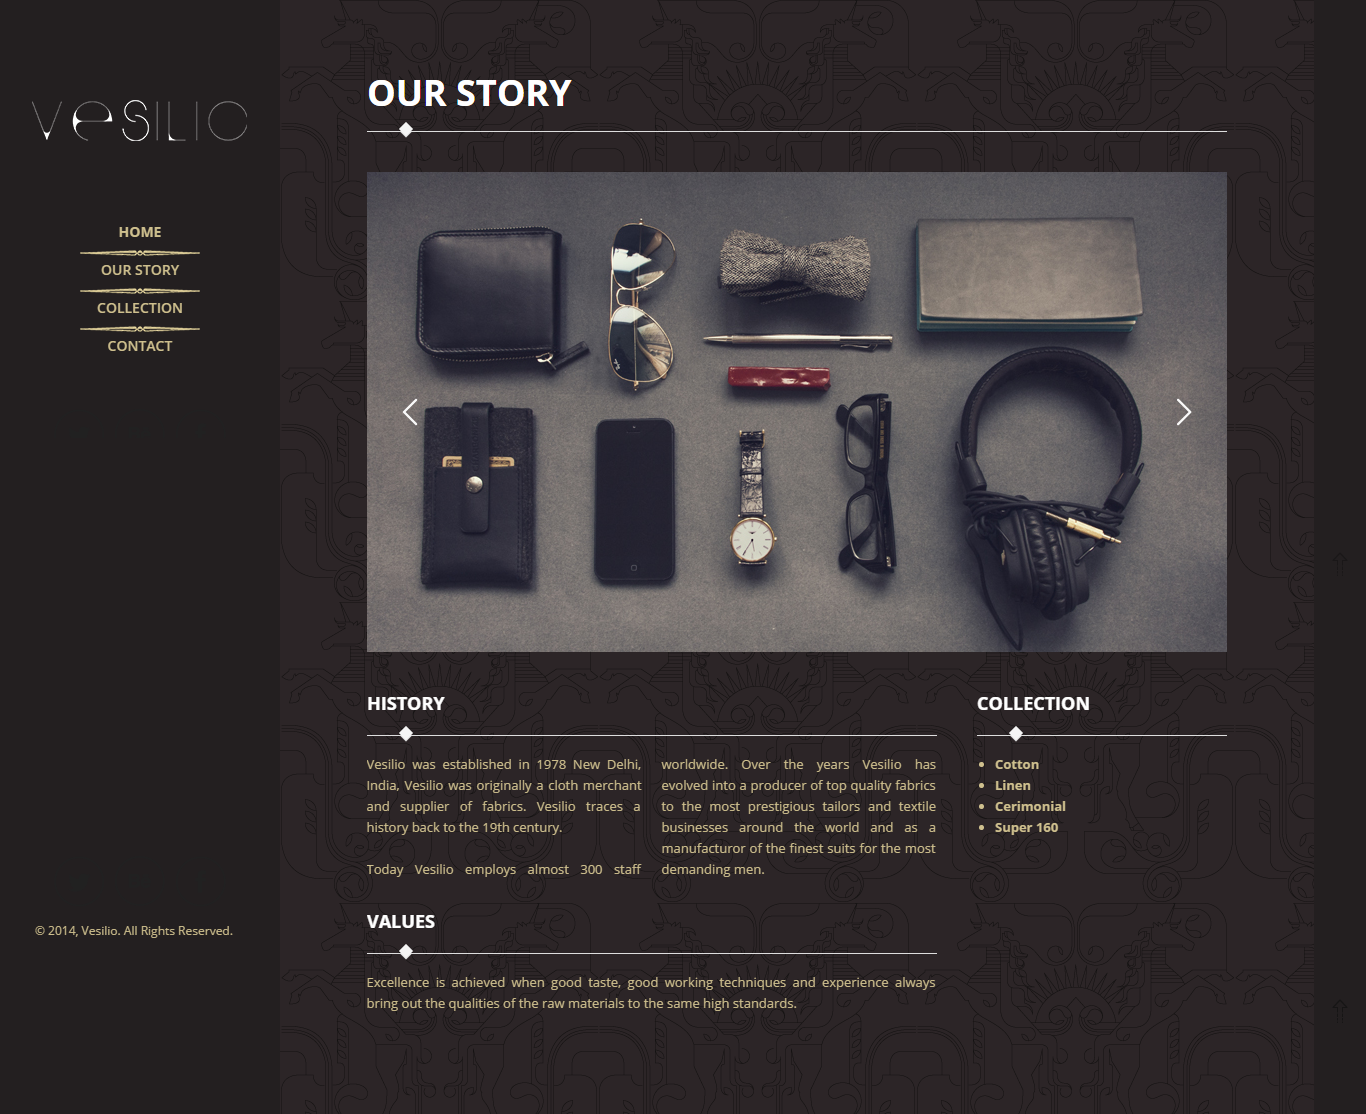 vesilio
HOME
OUR STORY
COLLECTION
CONTACT
© 2014, Vesilio. All Rights Reserved.
OUR STORY
HISTORY
Vesilio was established in 1978 New Delhi,
India, Vesilio was originally a cloth merchant
and supplier of fabrics. Vesilio traces a
history back to the 19th century.
Today Vesilio employs almost 300 staff
worldwide. Over the years Vesilio has
evolved into a producer of top quality fabrics
to the most prestigious tailors and textile
businesses around the world and as a
manufacturor of the finest suits for the most
demanding men.
COLLECTION
Cotton
Linen
Cerimonial
Super 160
VALUES
Excellence is achieved when good taste, good working techniques and experience always
bring out the qualities of the raw materials to the same high standards.